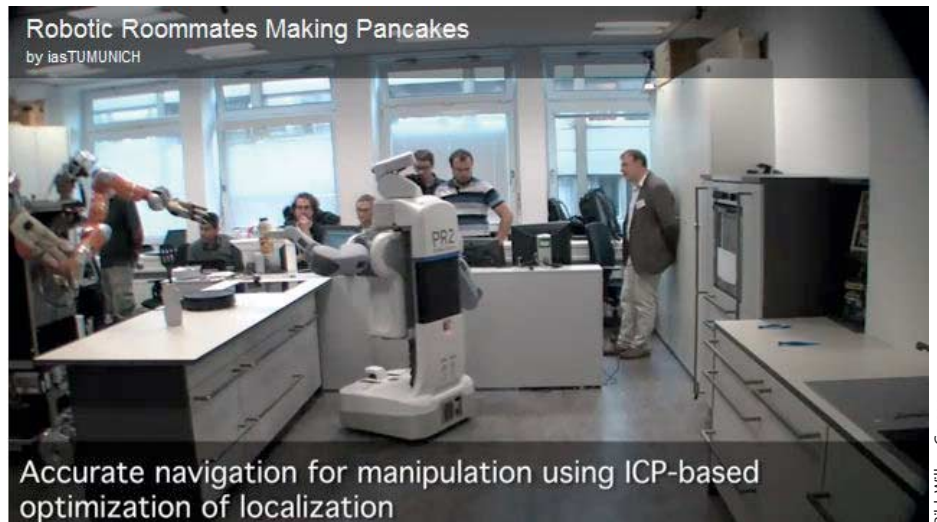 Robotic Roommates Making Pancakes
by iasTUMUNICH
PR2
Accurate navigation for manipulation using ICP-based
optimization of localization